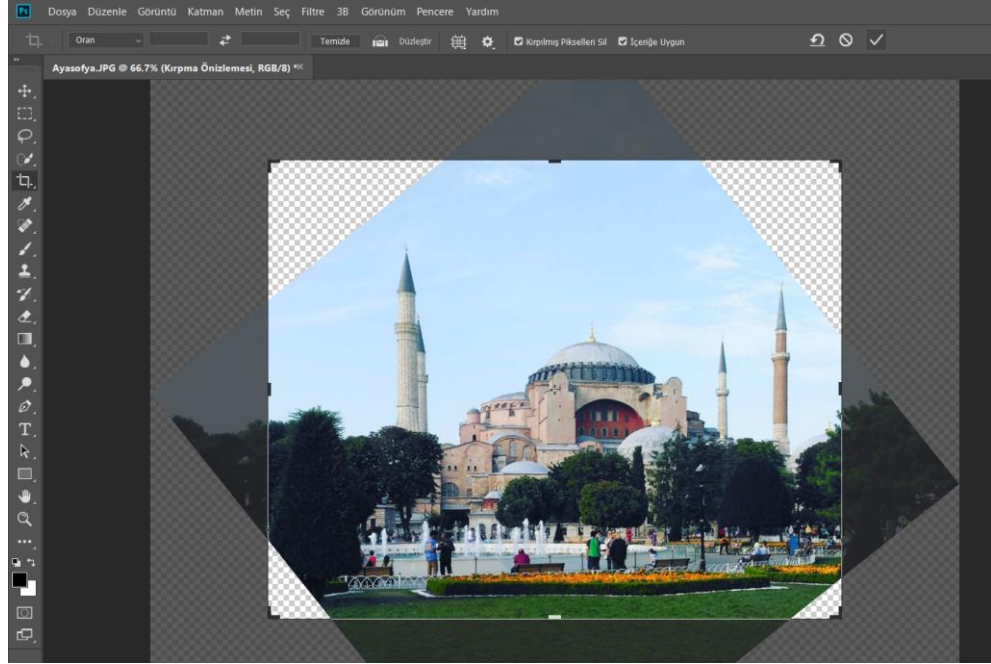 Ps Dosya Düzenle Görüntü Katman Metin Seç Filtre 3B Görünüm Pencere Yardım
Oran Temizle Düzleştir Kırpılmış Pikselleri Sil İçeriğe Uygun
Ayasofya.JPG @ 66.7% (Kırpma Önizlemesi, RGB/8) *